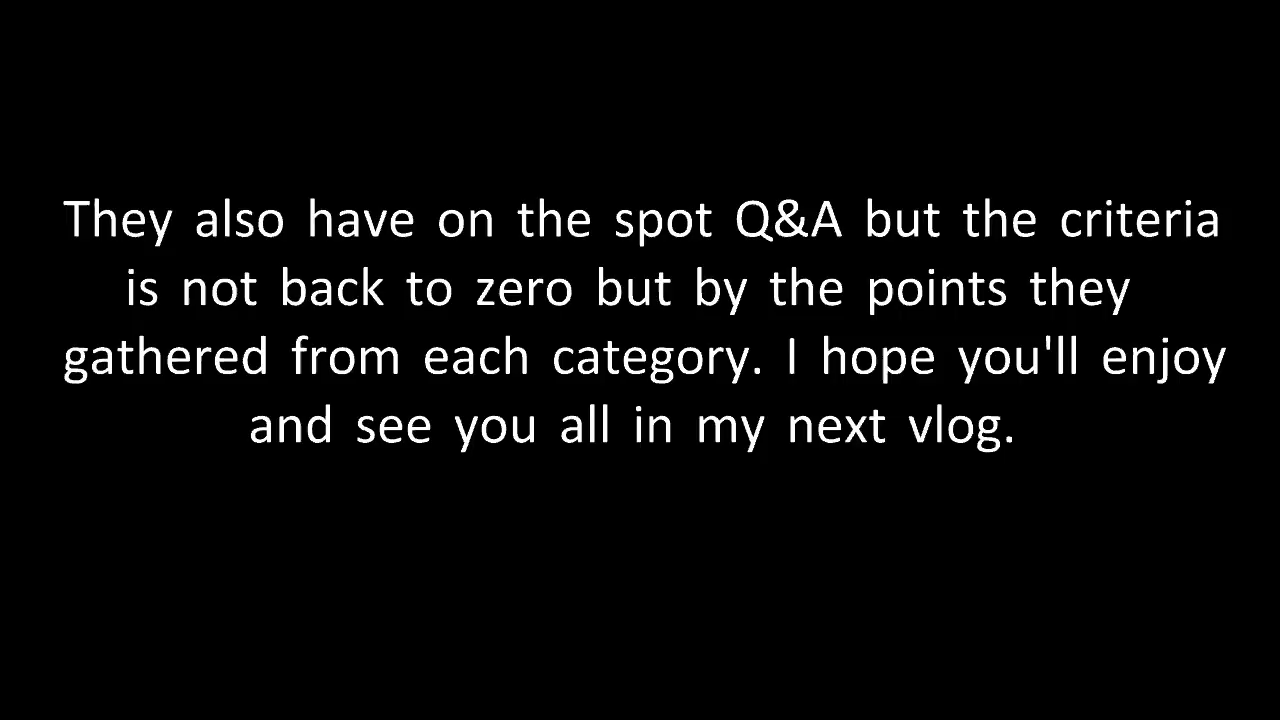 They also have on the spot Q&A but the criteria
is not back to zero but by the points they
gathered from each category. I hope you'll enjoy
and see you all in my next vlog.